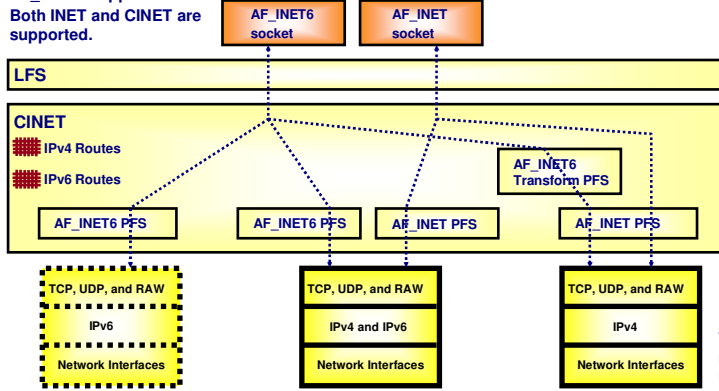 Both INET and CINET are
supported.
AF_INET6
socket
AF_INET
socket
LFS
CINET
IPv4 Routes
IPv6 Routes
AF_INET6
Transform PFS
AF_INET6 PFS
AF_INET6 PFS
AF_INET PFS
AF_INET PFS
TCP, UDP, and RAW
IPv6
Network Interfaces
TCP, UDP, and RAW
IPv4 and IPv6
Network Interfaces
TCP, UDP, and RAW
IPv4
Network Interfaces